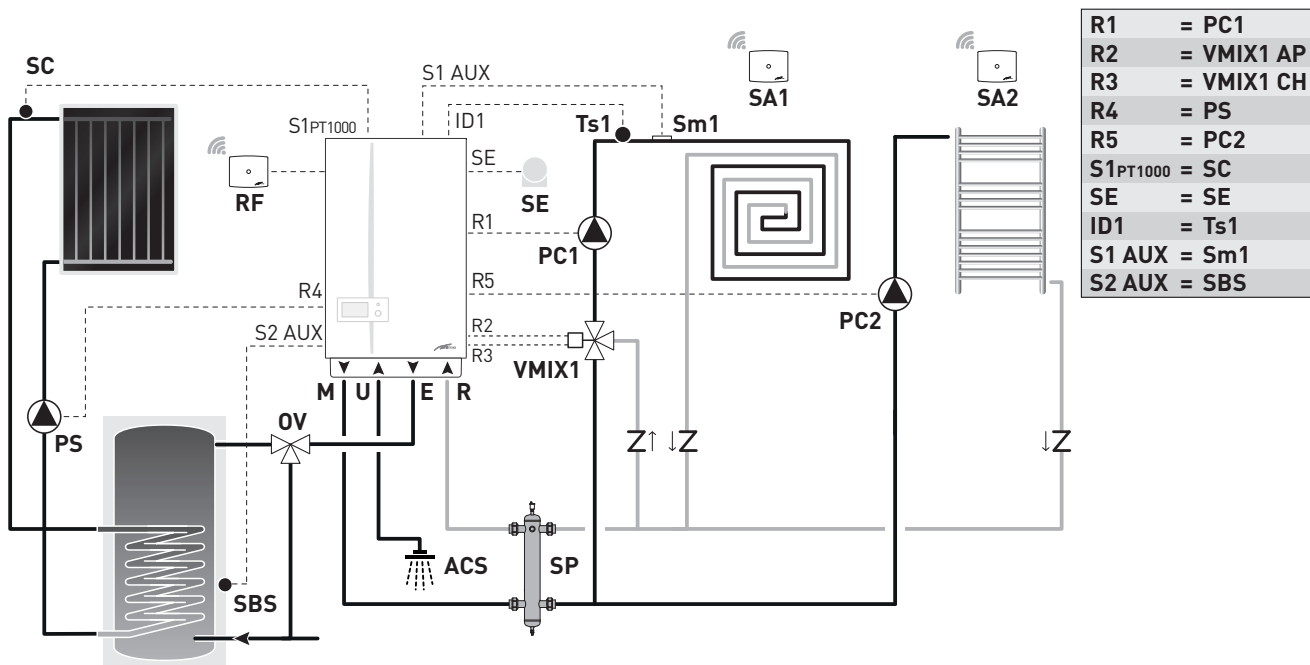 SC
S1PT1000
S1 AUX
ID1
Ts1
Sm1
SA1
SA2
RF
SE
SE
R1
PC1
R4
R5
PC2
S2 AUX
R2
R3
VMIX1
M U E R
OV
PS
Z↑ ↓Z ↓Z
ACS
SP
SBS
R1 = PC1
R2 = VMIX1 AP
R3 = VMIX1 CH
R4 = PS
R5 = PC2
S1PT1000 = SC
SE = SE
ID1 = Ts1
S1 AUX = Sm1
S2 AUX = SBS